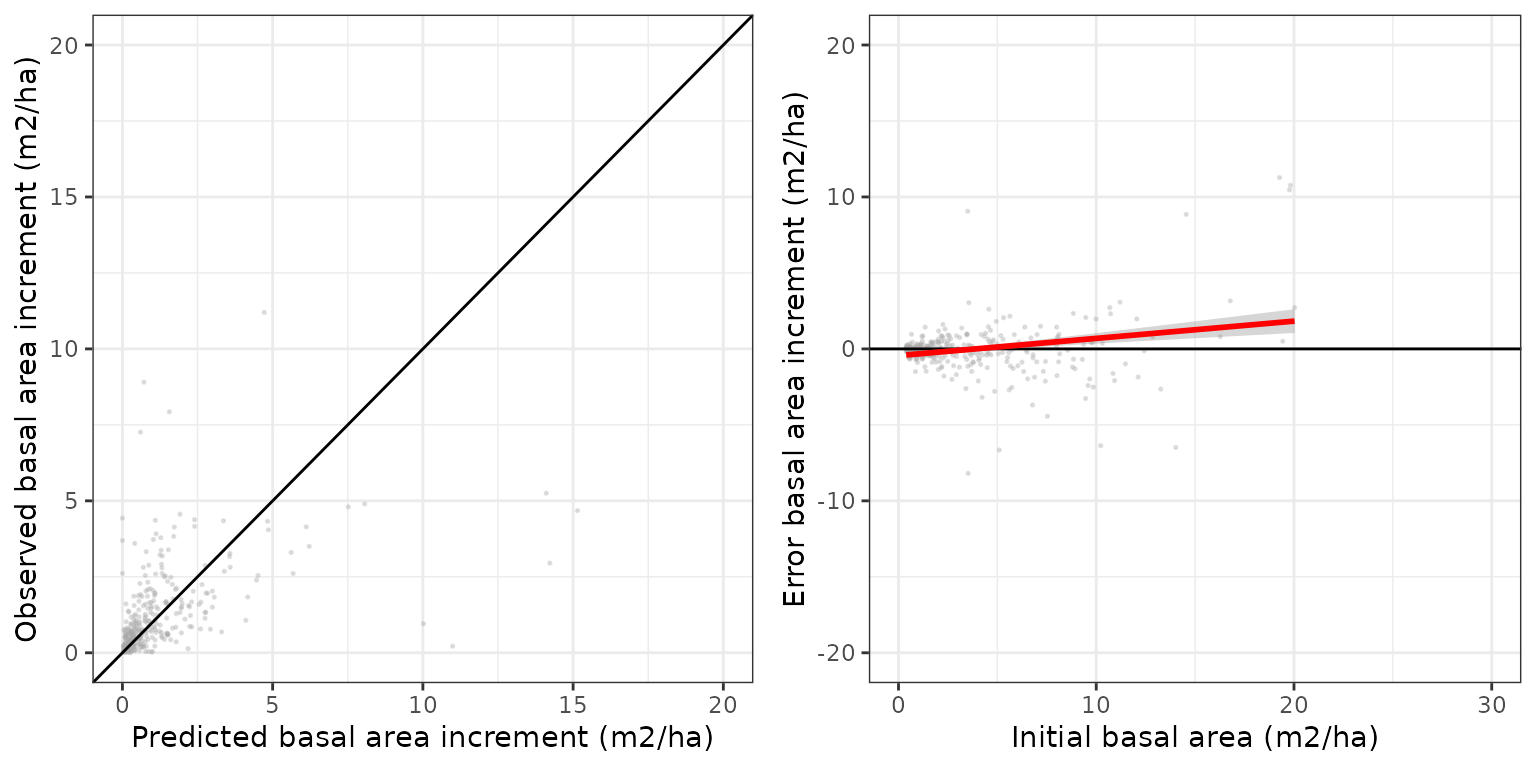 Observed basal area increment (m2/ha)
20
15
10
5
0
0 5 10 15 20
Predicted basal area increment (m2/ha)
Error basal area increment (m2/ha)
20
10
0
-10
-20
0 10 20 30
Initial basal area (m2/ha)